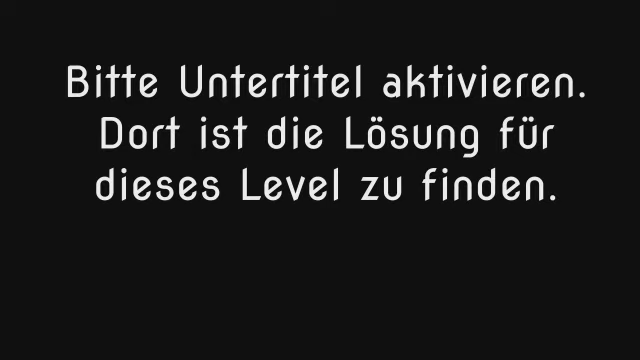 Bitte Untertitel aktivieren.
Dort ist die Lösung für
dieses Level zu finden.